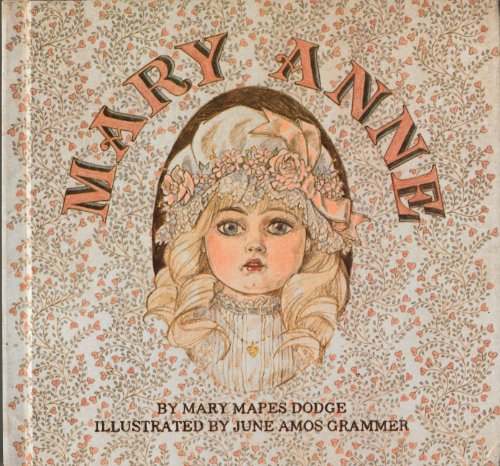 MARY ANNE
BY MARY MAPES DODGE
ILLUSTRATED BY JUNE AMOS GRAMMER